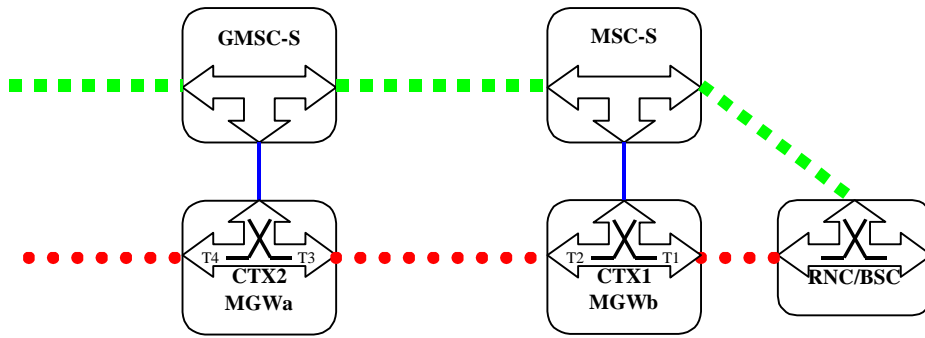 GMSC-S
MSC-S
T4
T3
CTX2
MGWa
T2
T1
CTX1
MGWb
RNC/BSC